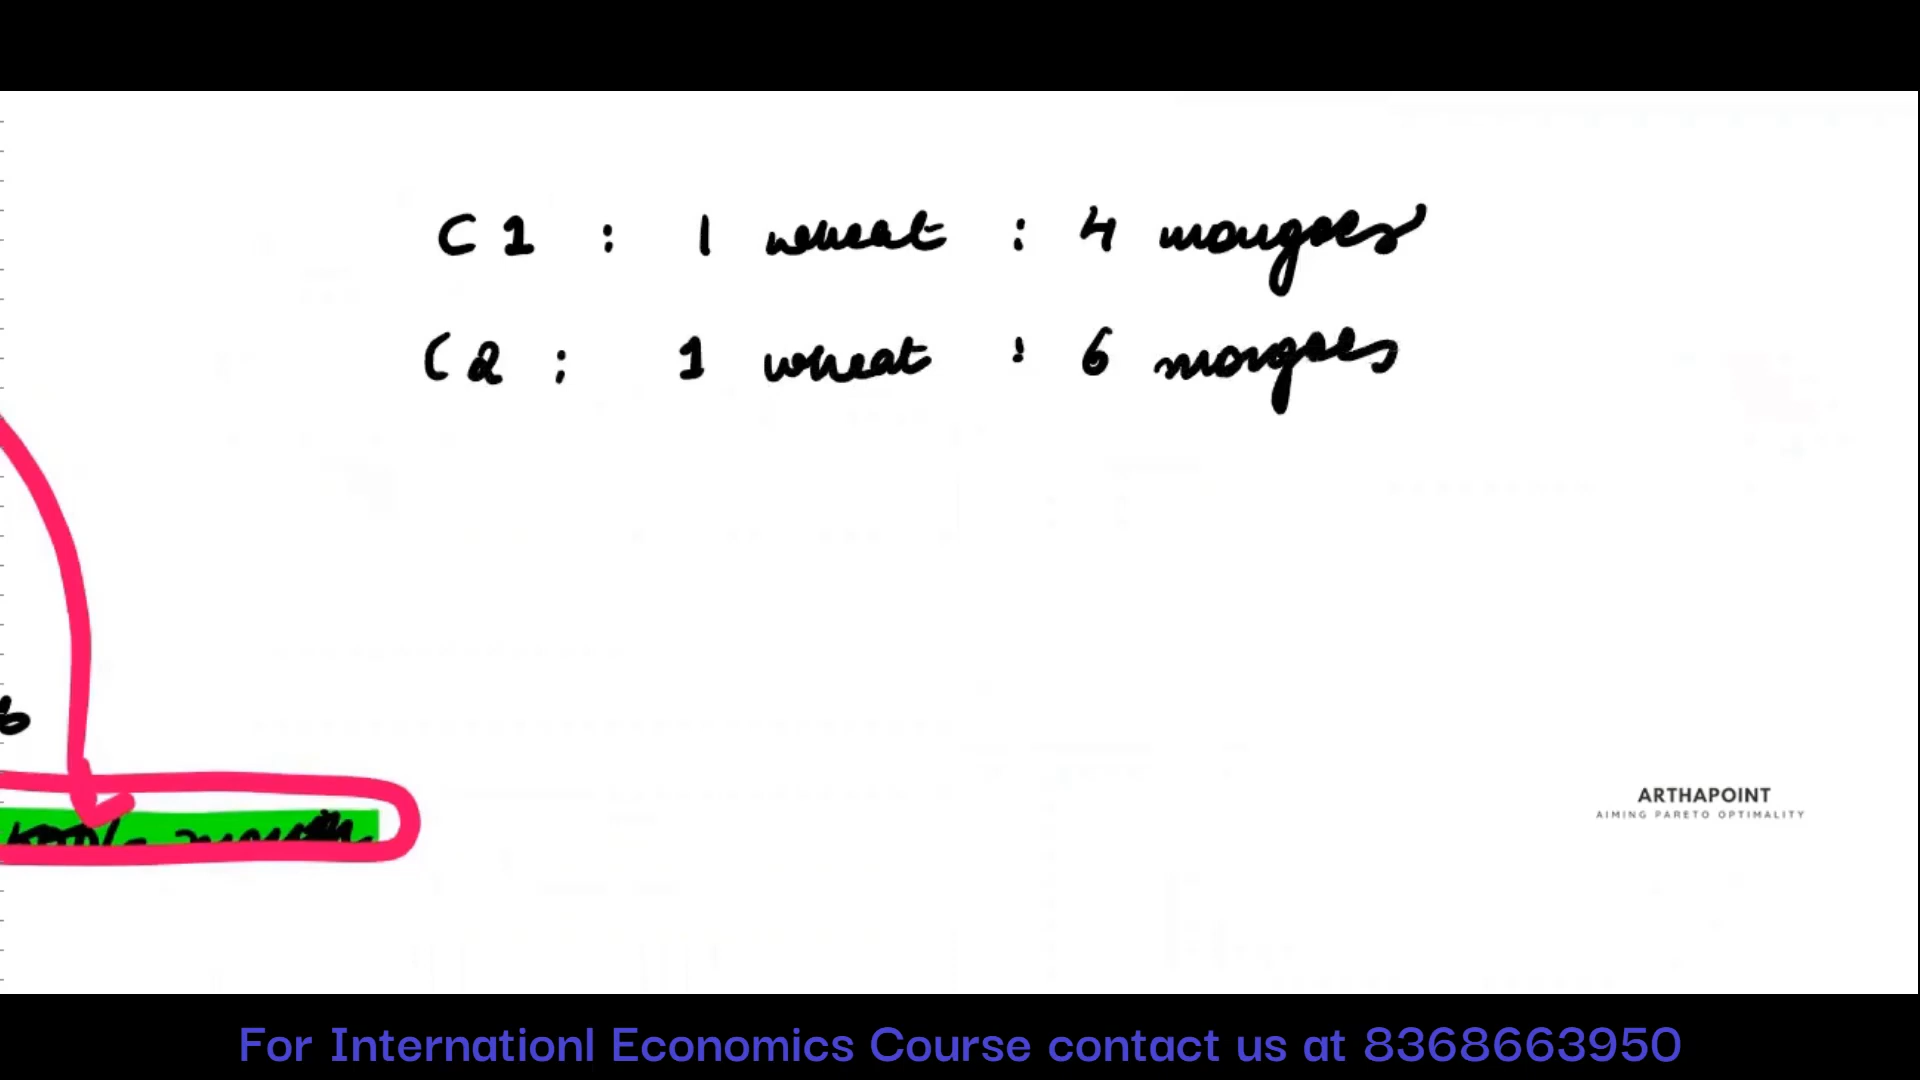 C1 : 1 wheat : 4 mangoes
C2 : 1 wheat : 6 mangoes
ARTHAPOINT
AIMING PARETO OPTIMALITY
For Internationl Economics Course contact us at 8368663950